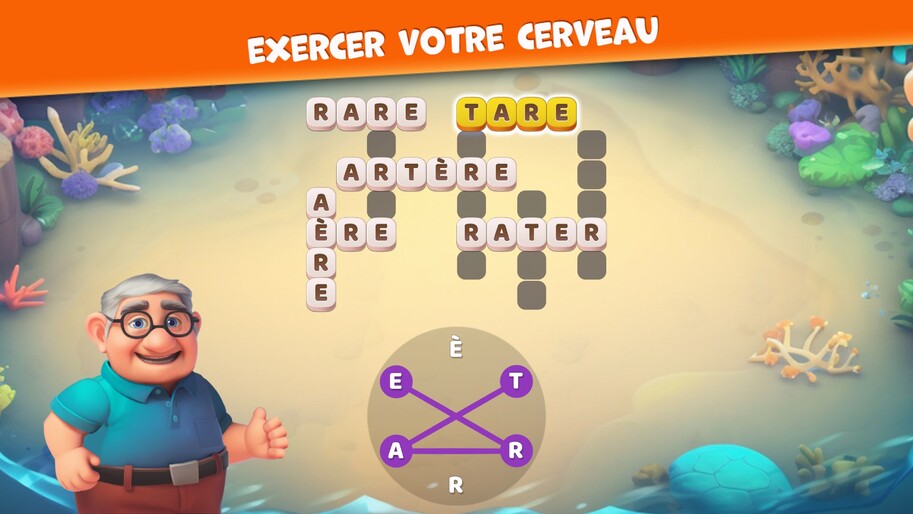 EXERCER VOTRE CERVEAU
RARE TARE
ARTÈRE
A
ÈRE RATER
R
E
È
E T
A R
R